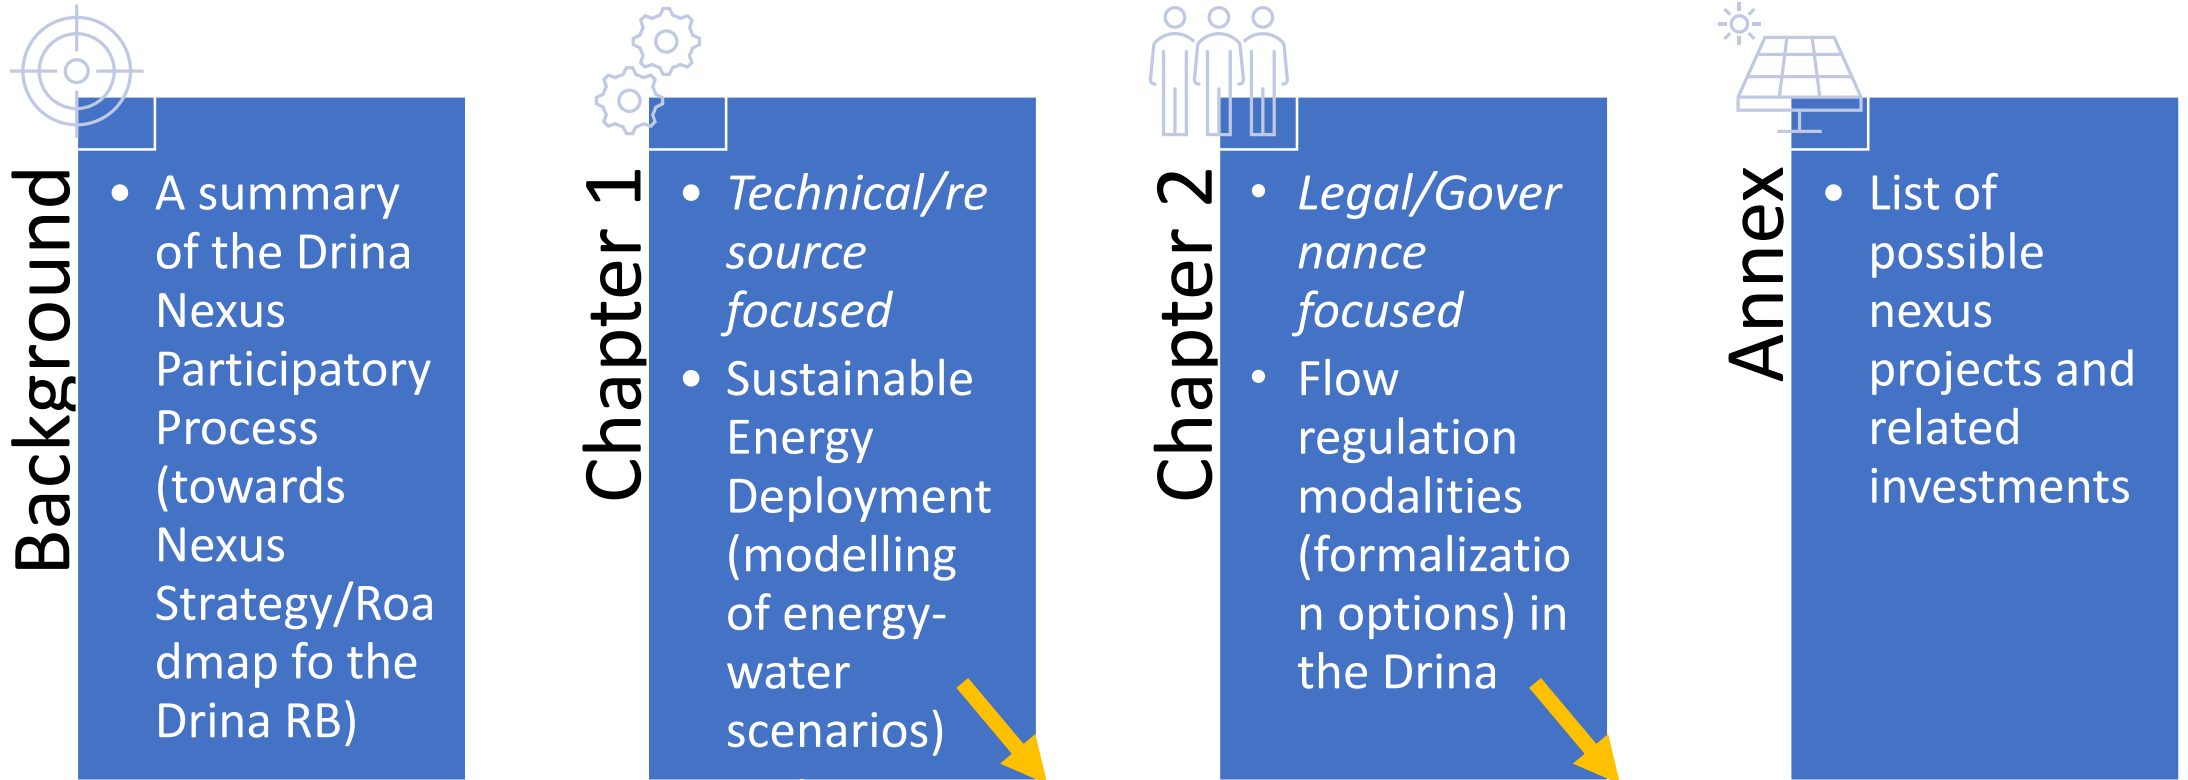 Background
• A summary
of the Drina
Nexus
Participatory
Process
(towards
Nexus
Strategy/Roa
dmap fo the
Drina RB)
Chapter 1
• Technical/re
source
focused
• Sustainable
Energy
Deployment
(modelling
of energy-
water
scenarios)
Chapter 2
• Legal/Gover
nance
focused
• Flow
regulation
modalities
(formalizatio
n options) in
the Drina
Annex
• List of
possible
nexus
projects and
related
investments